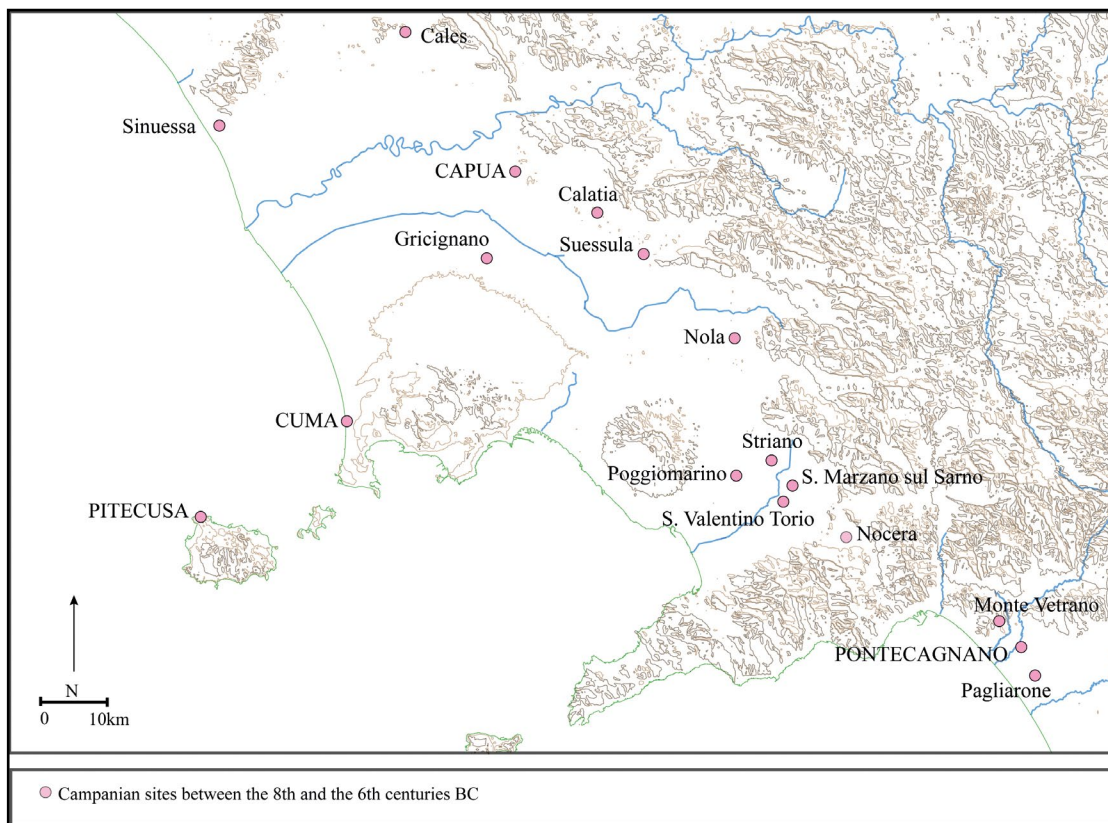 Cales
Sinuessa
CAPUA
Calatia
Gricignano
Suessula
Nola
CUMA
Striano
Poggiomarino
S. Marzano sul Sarno
S. Valentino Torio
PITECUSA
Nocera
Monte Vetrano
PONTECAGNANO
Pagliarone
N
0 10km
Campanian sites between the 8th and the 6th centuries BC